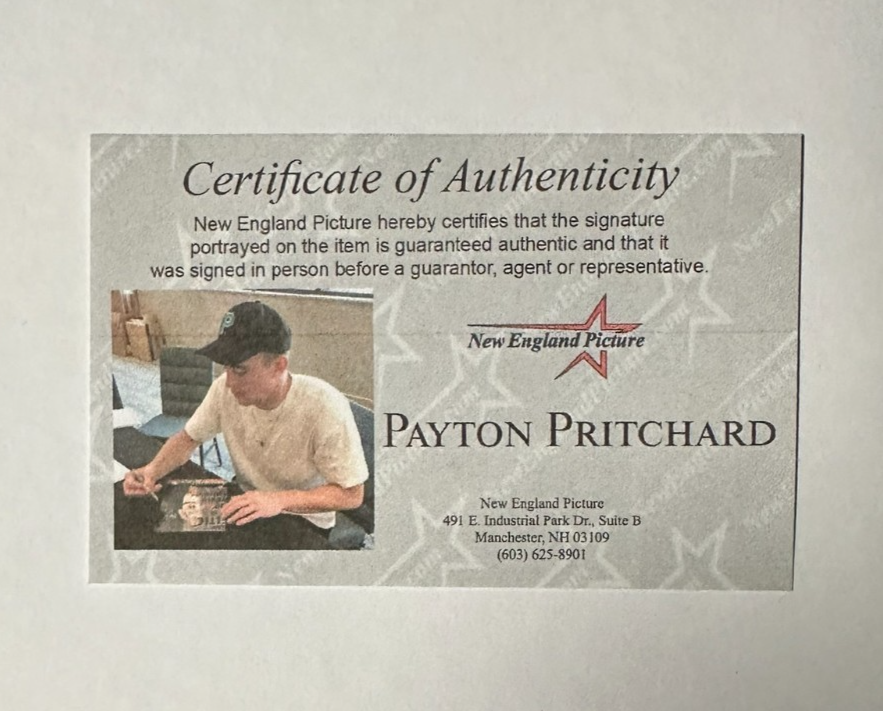 Certificate of Authenticity
New England Picture hereby certifies that the signature
portrayed on the item is guaranteed authentic and that it
was signed in person before a guarantor, agent or representative.
P
New England Picture
PAYTON PRITCHARD
New England Picture
491 E. Industrial Park Dr., Suite B
Manchester, NH 03109
(603) 625-8901